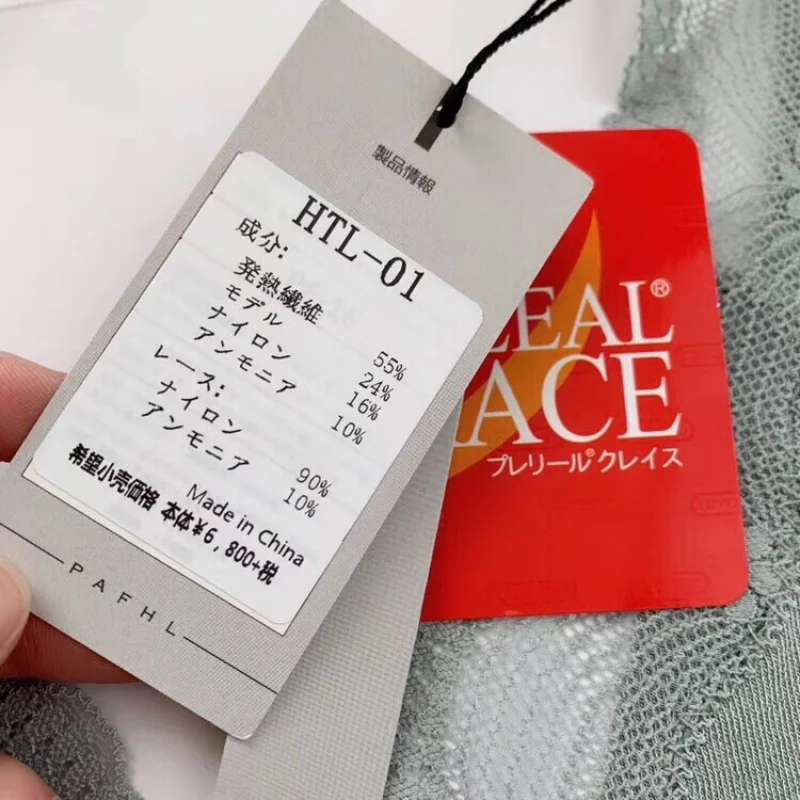 製品情報
HTL-01
成分:
発熱繊維 55%
モデル 24%
ナイロン 16%
アンモニア 10%
レース:
ナイロン 90%
アンモニア 10%
Made in China
希望小売価格 本体¥6,800+税
PAFHL
EAL®
ACE
プレリール®クレイス